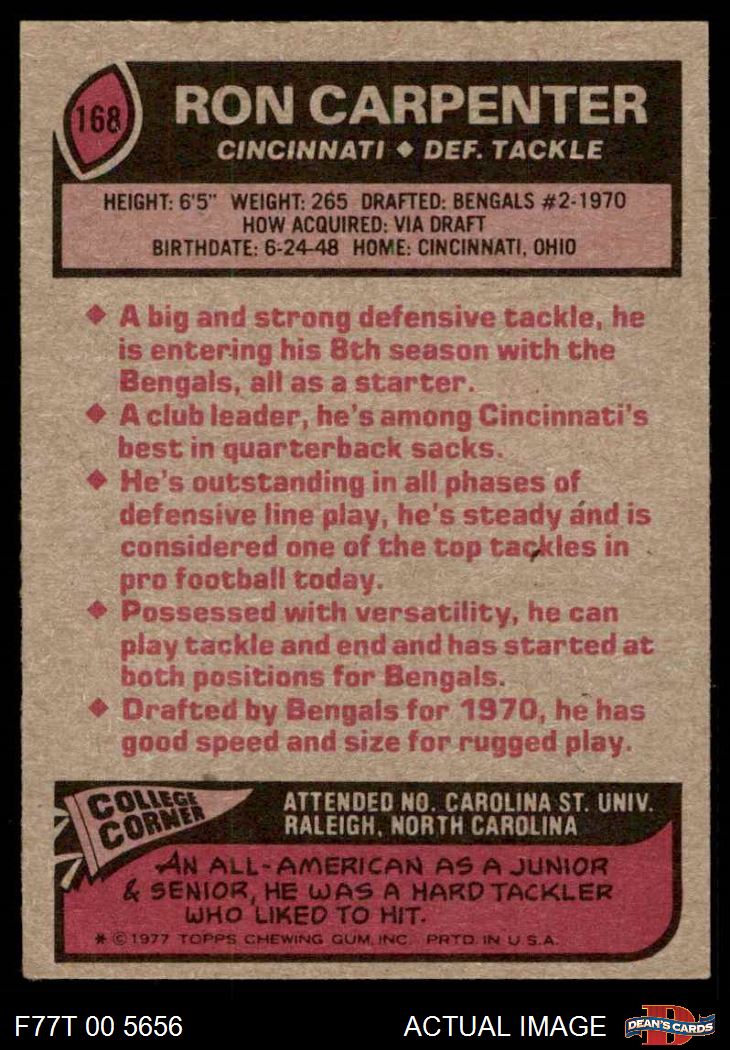 168
RON CARPENTER
CINCINNATI ◆ DEF. TACKLE
HEIGHT: 6'5" WEIGHT: 265 DRAFTED: BENGALS #2-1970
HOW ACQUIRED: VIA DRAFT
BIRTHDATE: 6-24-48 HOME: CINCINNATI, OHIO
◆ A big and strong defensive tackle, he
is entering his 8th season with the
Bengals, all as a starter.
◆ A club leader, he's among Cincinnati's
best in quarterback sacks.
◆ He's outstanding in all phases of
defensive line play, he's steady and is
considered one of the top tackles in
pro football today.
◆ Possessed with versatility, he can
play tackle and end and has started at
both positions for Bengals.
◆ Drafted by Bengals for 1970, he has
good speed and size for rugged play.
COLLEGE
CORNER
ATTENDED NO. CAROLINA ST. UNIV.
RALEIGH, NORTH CAROLINA
AN ALL-AMERICAN AS A JUNIOR
& SENIOR, HE WAS A HARD TACKLER
WHO LIKED TO HIT.
* © 1977 TOPPS CHEWING GUM, INC. PRTD. IN U.S.A.
F77T 00 5656
ACTUAL IMAGE
D
DEAN'S CARDS